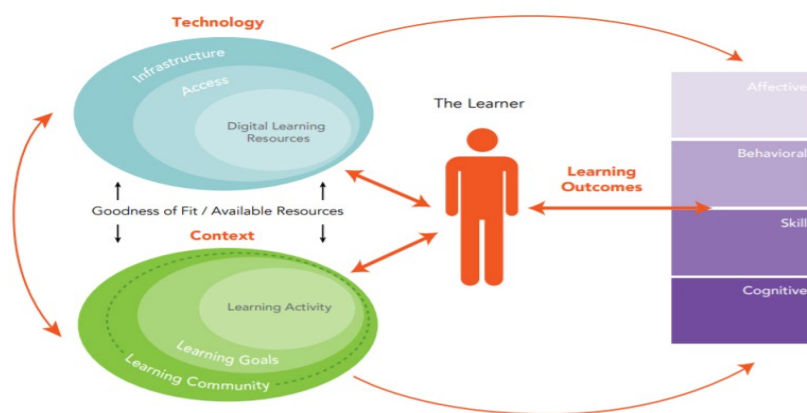 Technology
Infrastructure
Access
Digital Learning
Resources
Goodness of Fit / Available Resources
Context
Learning Activity
Learning Goals
Learning Community
The Learner
Learning
Outcomes
Affective
Behavioral
Skill
Cognitive